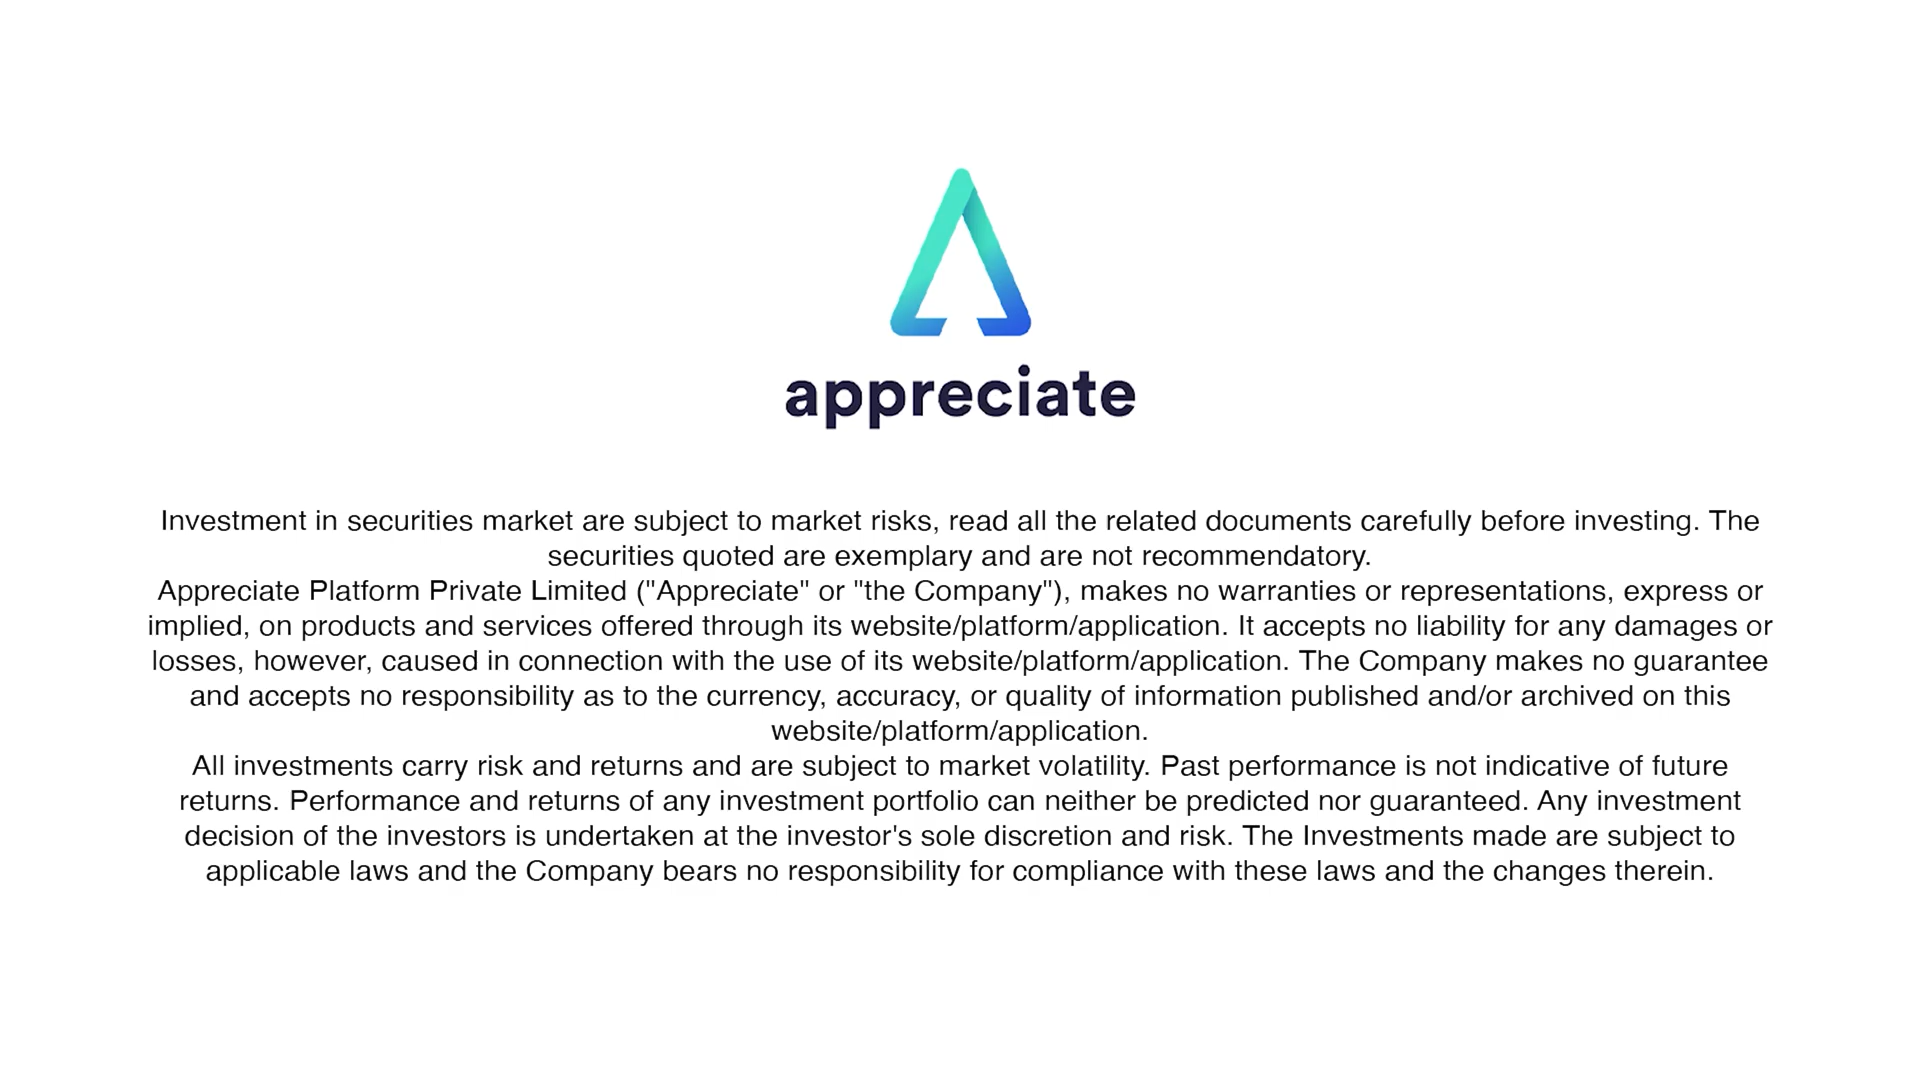 appreciate
Investment in securities market are subject to market risks, read all the related documents carefully before investing. The
securities quoted are exemplary and are not recommendatory.
Appreciate Platform Private Limited ("Appreciate" or "the Company"), makes no warranties or representations, express or
implied, on products and services offered through its website/platform/application. It accepts no liability for any damages or
losses, however, caused in connection with the use of its website/platform/application. The Company makes no guarantee
and accepts no responsibility as to the currency, accuracy, or quality of information published and/or archived on this
website/platform/application.
All investments carry risk and returns and are subject to market volatility. Past performance is not indicative of future
returns. Performance and returns of any investment portfolio can neither be predicted nor guaranteed. Any investment
decision of the investors is undertaken at the investor's sole discretion and risk. The Investments made are subject to
applicable laws and the Company bears no responsibility for compliance with these laws and the changes therein.